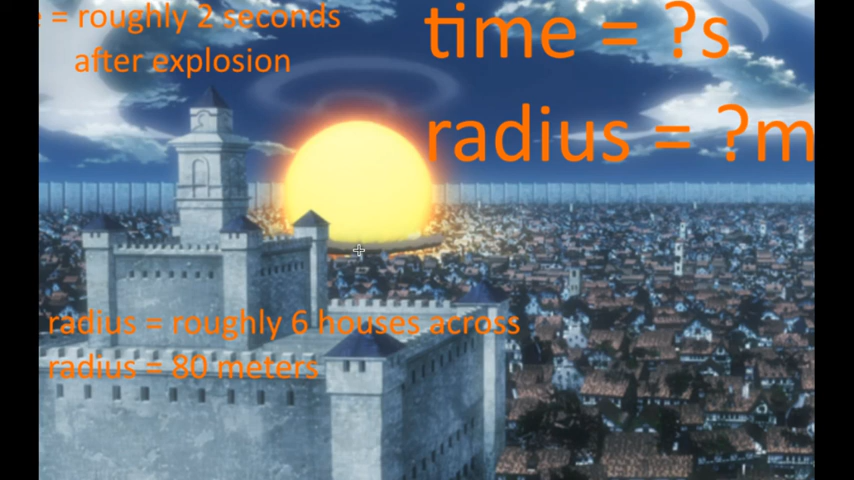 = roughly 2 seconds
after explosion
time = ?s
radius = ?m
radius = roughly 6 houses across
radius = 80 meters